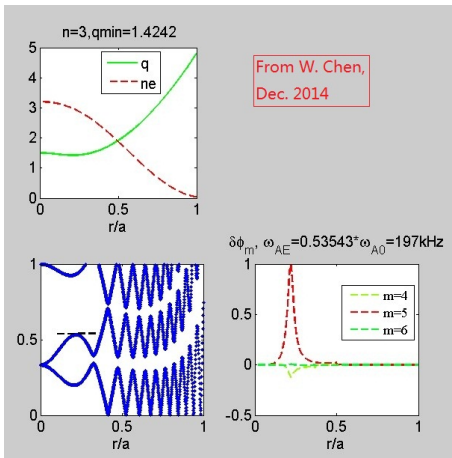 n=3,qmin=1.4242
5
4
3
2
1
0
0
0.5
1
r/a
q
ne
From W. Chen,
Dec. 2014
1
0.5
0
0
0.5
1
r/a
δϕm, ωAE=0.53543*ωA0=197kHz
1
0.5
0
-0.5
0
0.5
1
r/a
m=4
m=5
m=6